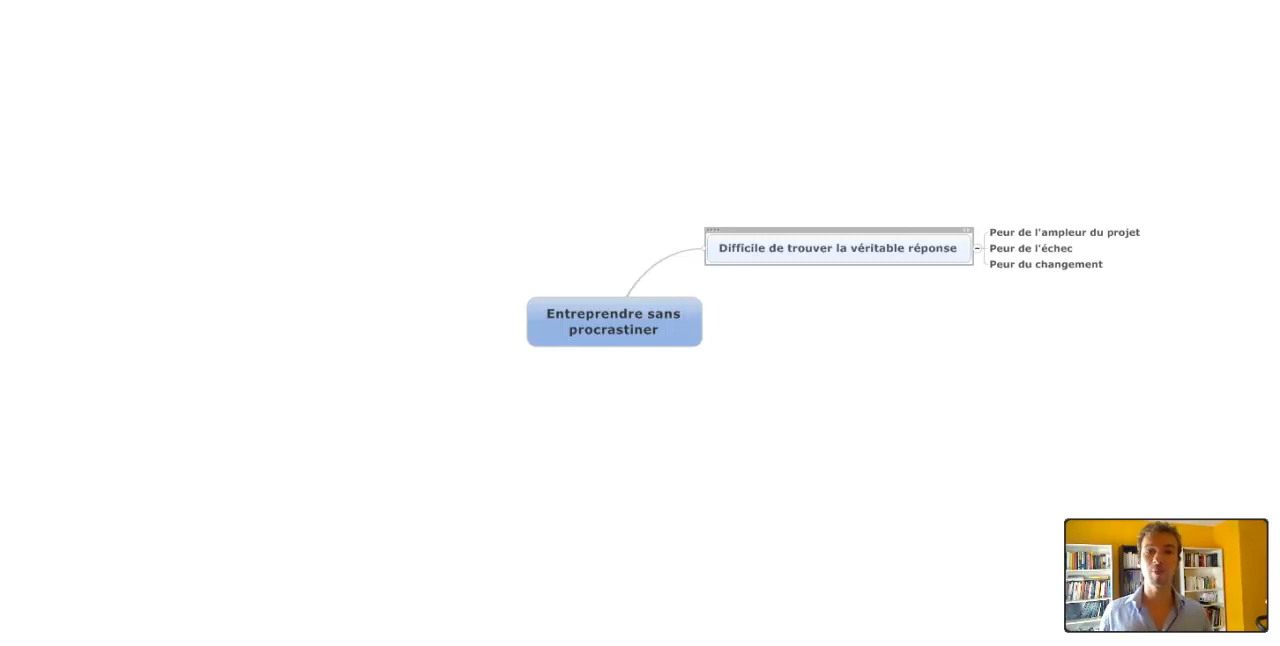 Peur de l'ampleur du projet
Difficile de trouver la véritable réponse
Peur de l'échec
Peur du changement
Entreprendre sans
procrastiner